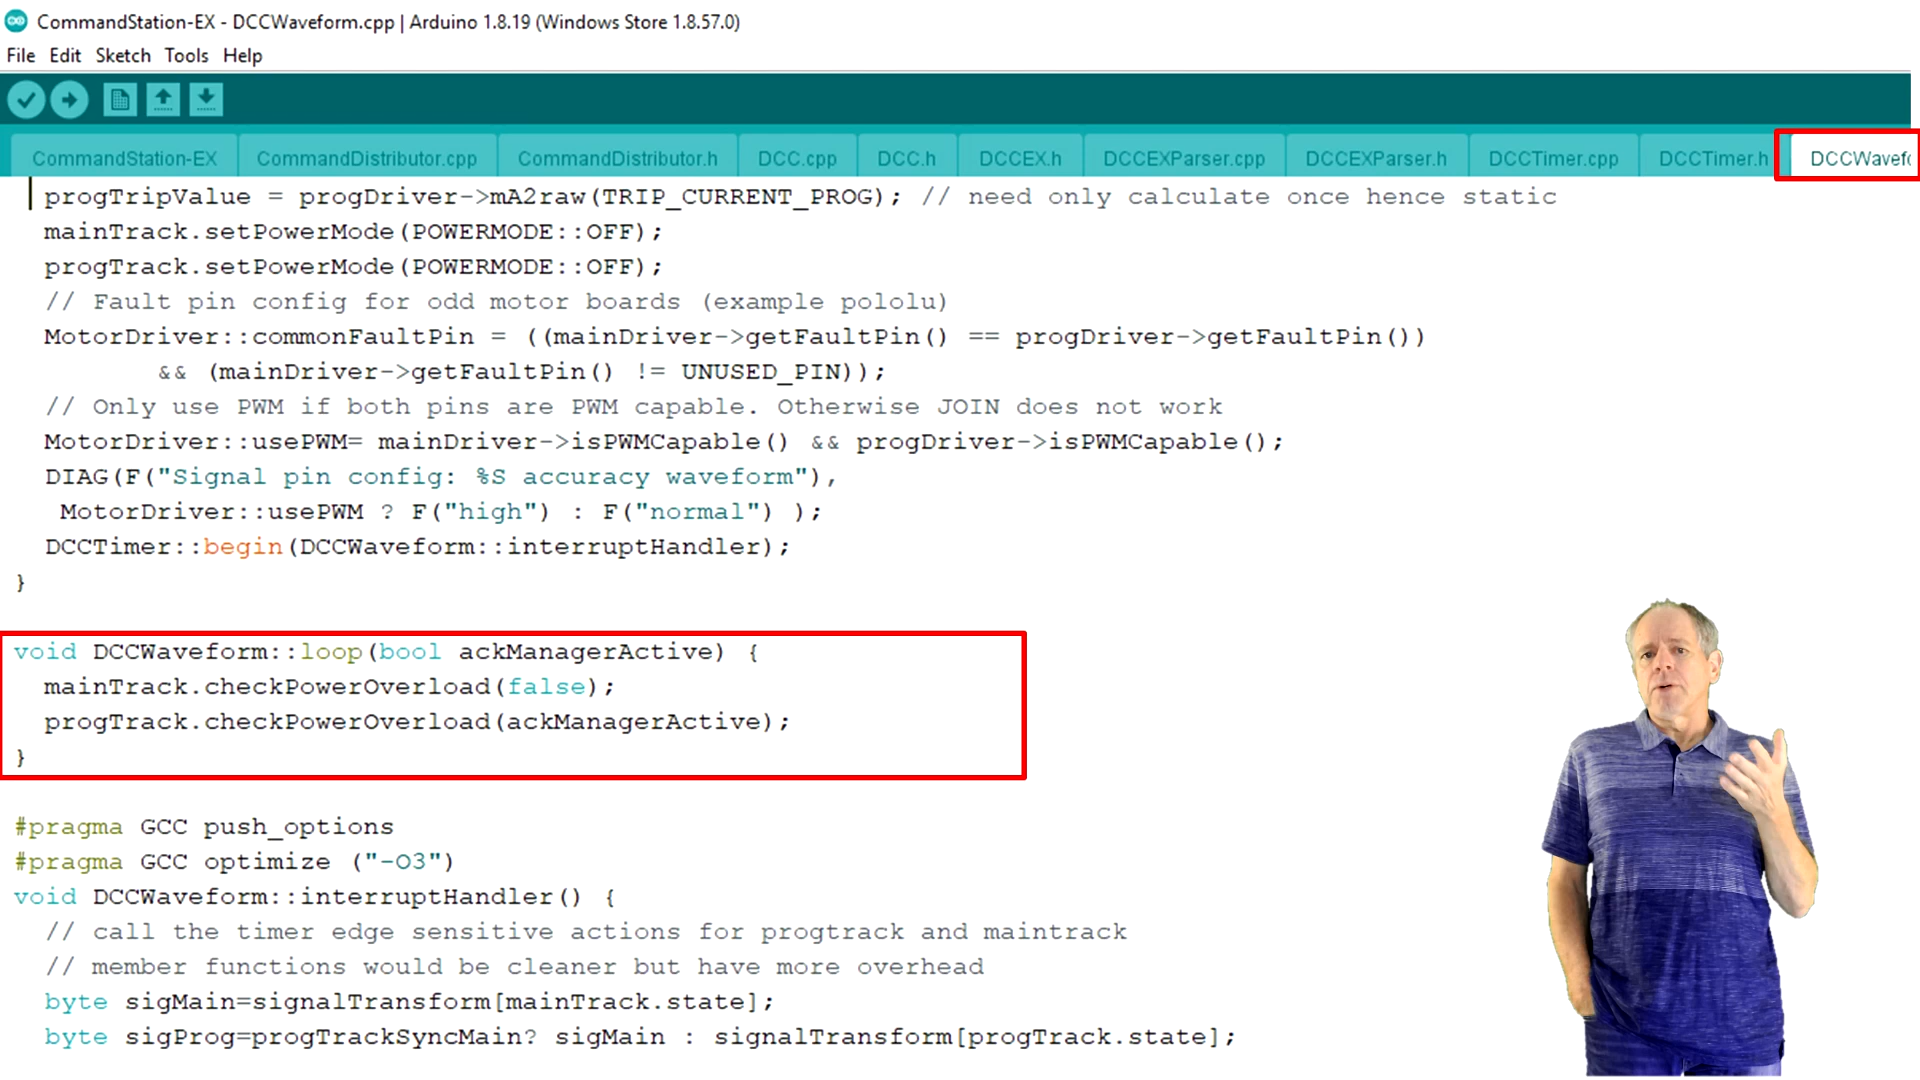 CommandStation-EX - DCCWaveform.cpp | Arduino 1.8.19 (Windows Store 1.8.57.0)
File Edit Sketch Tools Help
CommandStation-EX CommandDistributor.cpp CommandDistributor.h DCC.cpp DCC.h DCCEX.h DCCEXParser.cpp DCCEXParser.h DCCTimer.cpp DCCTimer.h DCCWavefo
progTripValue = progDriver->mA2raw(TRIP_CURRENT_PROG); // need only calculate once hence static
mainTrack.setPowerMode(POWERMODE::OFF);
progTrack.setPowerMode(POWERMODE::OFF);
// Fault pin config for odd motor boards (example pololu)
MotorDriver::commonFaultPin = ((mainDriver->getFaultPin() == progDriver->getFaultPin())
&& (mainDriver->getFaultPin() != UNUSED_PIN));
// Only use PWM if both pins are PWM capable. Otherwise JOIN does not work
MotorDriver::usePWM= mainDriver->isPWMCapable() && progDriver->isPWMCapable();
DIAG(F("Signal pin config: %S accuracy waveform"),
MotorDriver::usePWM ? F("high") : F("normal") );
DCCTimer::begin(DCCWaveform::interruptHandler);
}
void DCCWaveform::loop(bool ackManagerActive) {
mainTrack.checkPowerOverload(false);
progTrack.checkPowerOverload(ackManagerActive);
}
#pragma GCC push_options
#pragma GCC optimize ("-O3")
void DCCWaveform::interruptHandler() {
// call the timer edge sensitive actions for progtrack and maintrack
// member functions would be cleaner but have more overhead
byte sigMain=signalTransform[mainTrack.state];
byte sigProg=progTrackSyncMain? sigMain : signalTransform[progTrack.state];